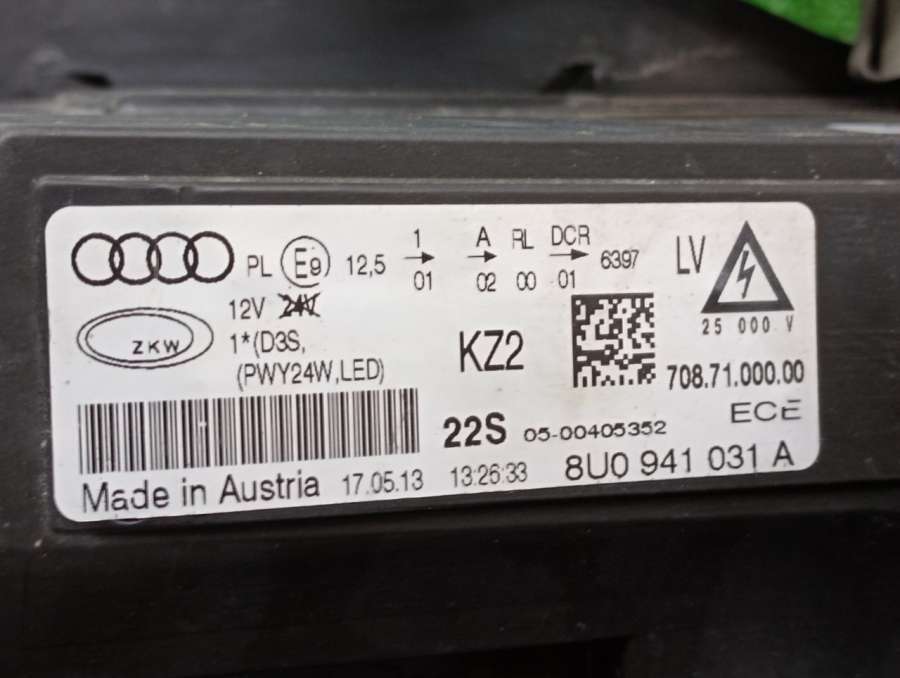 PL E9 12,5 1 A RL DCR 6397 LV
01 02 00 01
12V 24V
25 000 V
ZKW 1*(D3S,
(PWY24W,LED)
KZ2
708.71.000.00
ECE
22S 05-00405352
Made in Austria 17.05.13 13:26:33 8U0 941 031 A